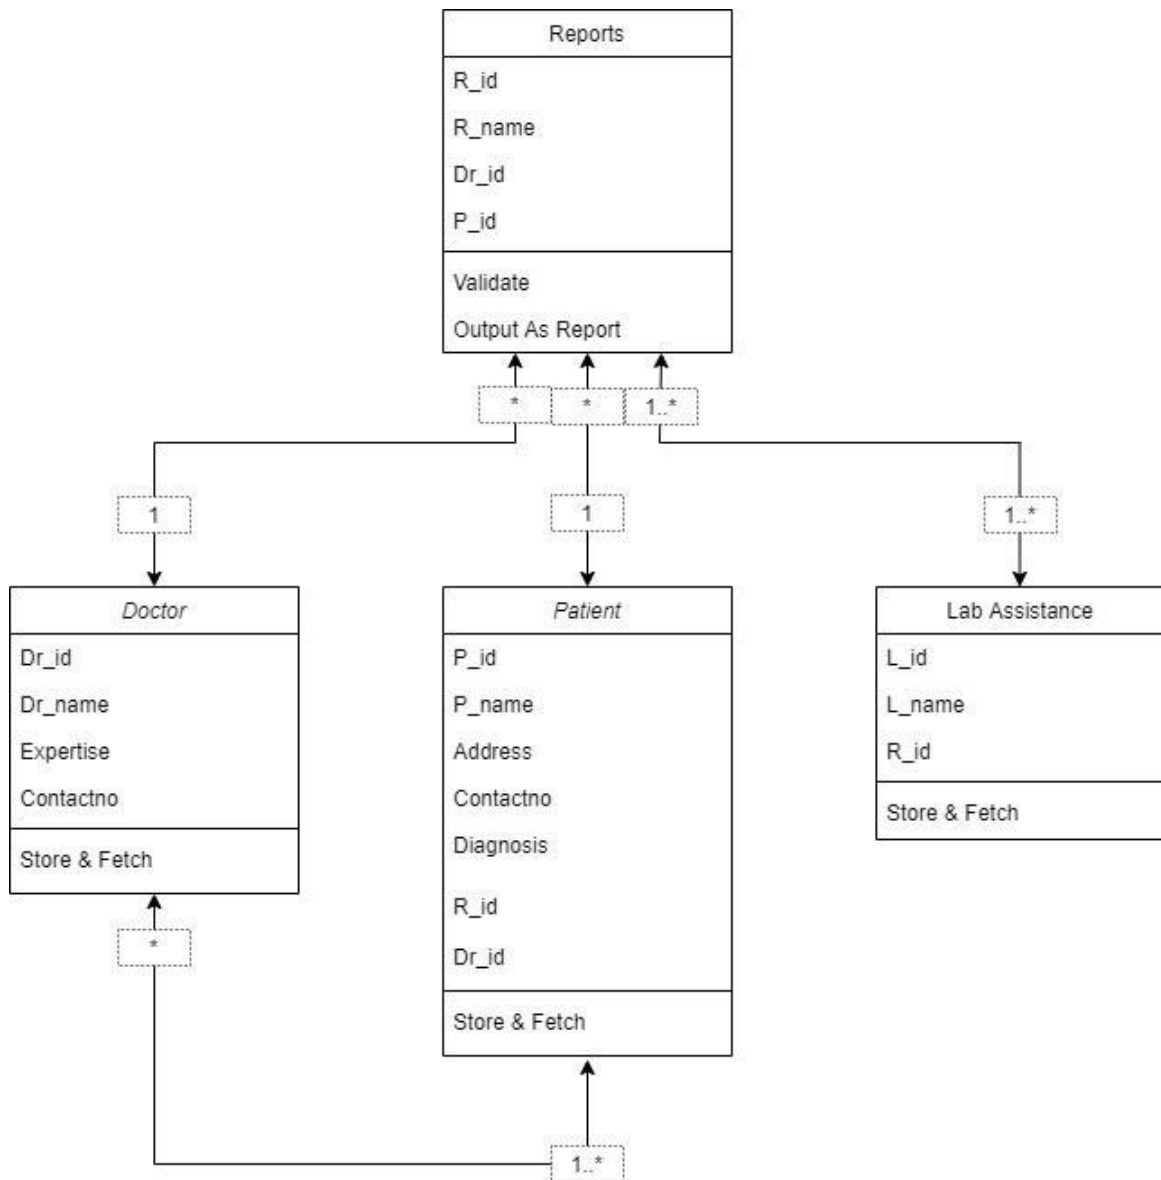 Reports
R_id
R_name
Dr_id
P_id
Validate
Output As Report
*
*
1..*
1
1
1..*
Doctor
Dr_id
Dr_name
Expertise
Contactno
Store & Fetch
Patient
P_id
P_name
Address
Contactno
Diagnosis
R_id
Dr_id
Store & Fetch
Lab Assistance
L_id
L_name
R_id
Store & Fetch
*
1..*